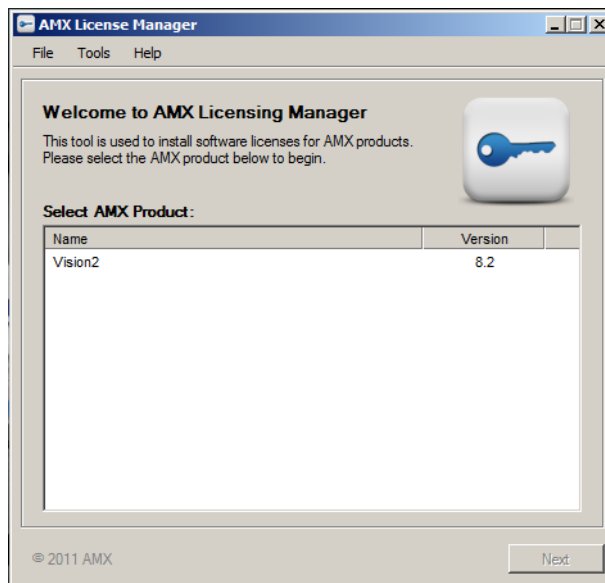 AMX License Manager
File Tools Help
Welcome to AMX Licensing Manager
This tool is used to install software licenses for AMX products.
Please select the AMX product below to begin.
Select AMX Product:
Name Version
Vision2 8.2
© 2011 AMX Next